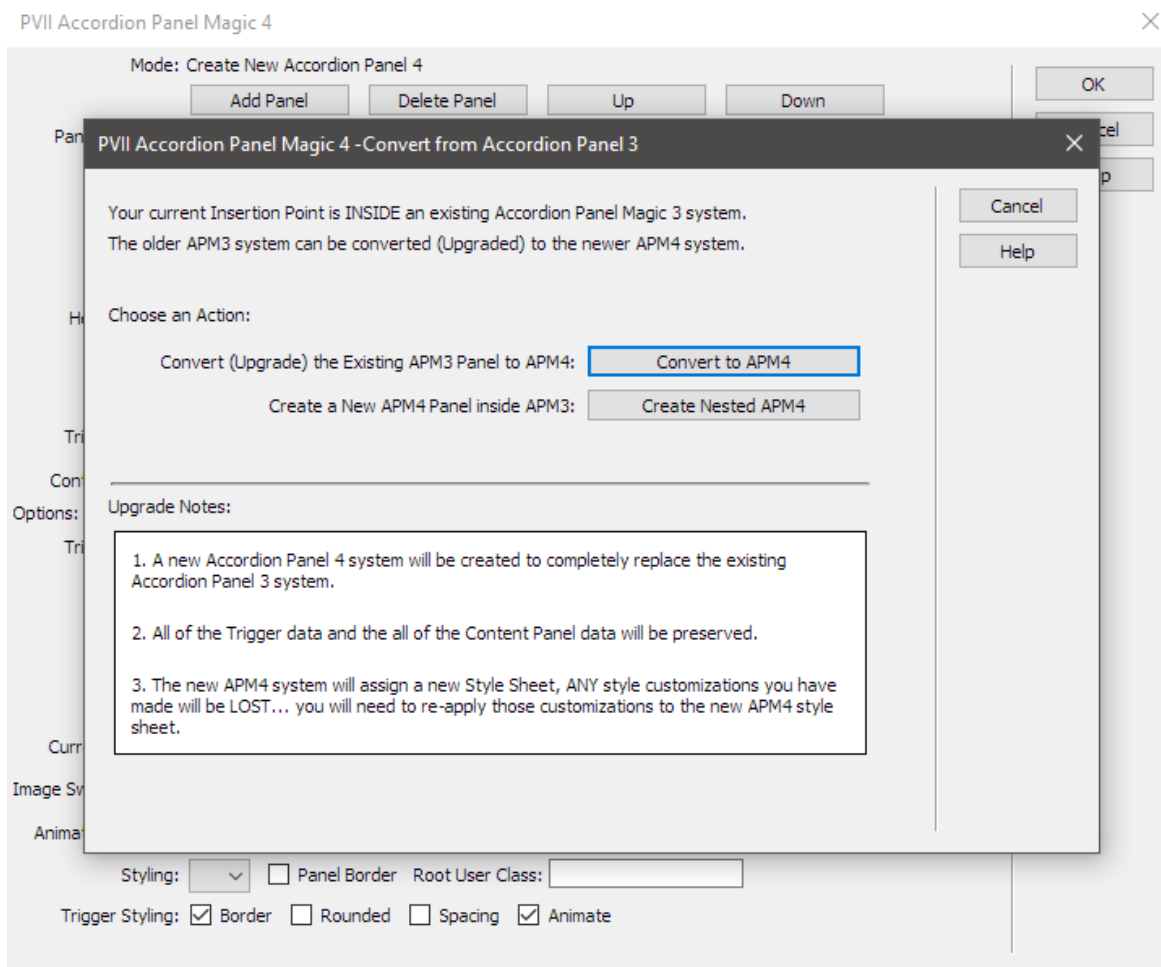 PVII Accordion Panel Magic 4
Mode: Create New Accordion Panel 4
Add Panel Delete Panel Up Down
OK
PVII Accordion Panel Magic 4 -Convert from Accordion Panel 3
Your current Insertion Point is INSIDE an existing Accordion Panel Magic 3 system.
The older APM3 system can be converted (Upgraded) to the newer APM4 system.
Cancel
Help
Choose an Action:
Convert (Upgrade) the Existing APM3 Panel to APM4: Convert to APM4
Create a New APM4 Panel inside APM3: Create Nested APM4
Options:
Upgrade Notes:
1. A new Accordion Panel 4 system will be created to completely replace the existing
Accordion Panel 3 system.
2. All of the Trigger data and the all of the Content Panel data will be preserved.
3. The new APM4 system will assign a new Style Sheet, ANY style customizations you have
made will be LOST... you will need to re-apply those customizations to the new APM4 style
sheet.
Image
Styling: Panel Border Root User Class:
Trigger Styling: Border Rounded Spacing Animate